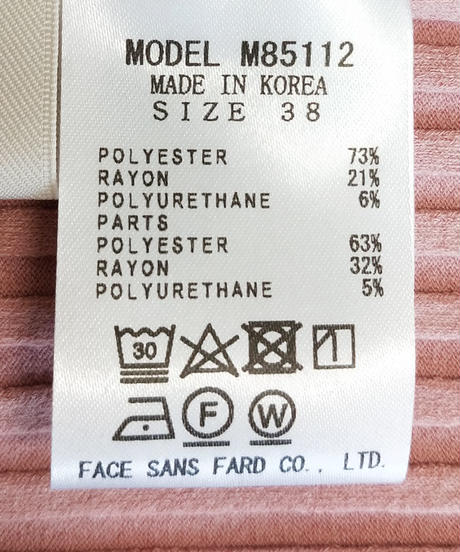 MODEL M85112
MADE IN KOREA
SIZE 38
POLYESTER 73%
RAYON 21%
POLYURETHANE 6%
PARTS
POLYESTER 63%
RAYON 32%
POLYURETHANE 5%
30
F W
FACE SANS FARD CO., LTD.